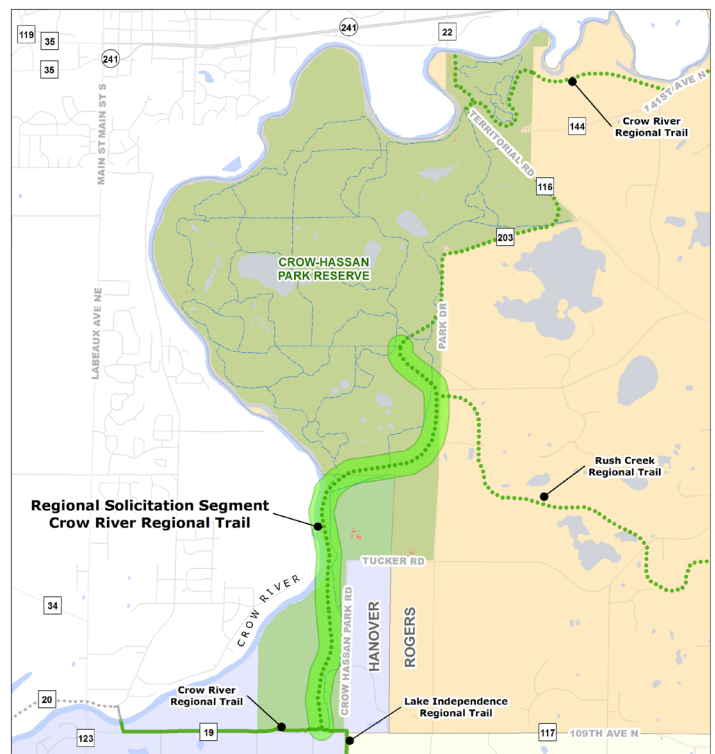 241
22
119
35
241
35
MAIN ST MAIN ST S
141ST AVE N
Crow River
Regional Trail
TERRITORIAL RD
144
116
203
CROW-HASSAN
PARK RESERVE
PARK DR
LABEAUX AVE NE
Rush Creek
Regional Trail
Regional Solicitation Segment
Crow River Regional Trail
TUCKER RD
CROW RIVER
34
CROW HASSAN PARK RD
HANOVER
ROGERS
Crow River
Regional Trail
Lake Independence
Regional Trail
20
19
123
117
109TH AVE N